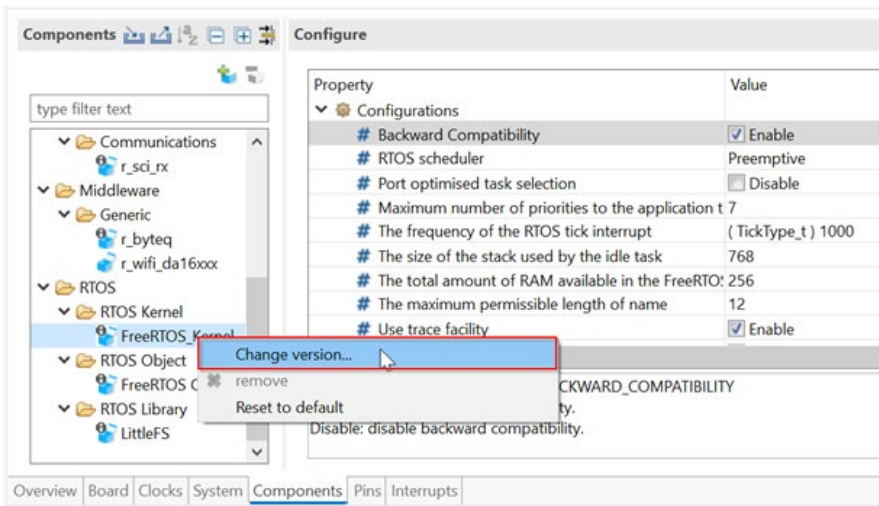 Components
Configure
type filter text
Communications
r_sci_rx
Middleware
Generic
r_byteq
r_wifi_da16xxx
RTOS
RTOS Kernel
FreeRTOS_Kernel
RTOS Object
FreeRTOS
RTOS Library
LittleFS
Change version...
remove
Reset to default
Property Value
Configurations
# Backward Compatibility Enable
# RTOS scheduler Preemptive
# Port optimised task selection Disable
# Maximum number of priorities to the application t 7
# The frequency of the RTOS tick interrupt ( TickType_t ) 1000
# The size of the stack used by the idle task 768
# The total amount of RAM available in the FreeRTO 256
# The maximum permissible length of name 12
# Use trace facility Enable
CKWARD_COMPATIBILITY
ty.
Disable: disable backward compatibility.
Overview Board Clocks System Components Pins Interrupts